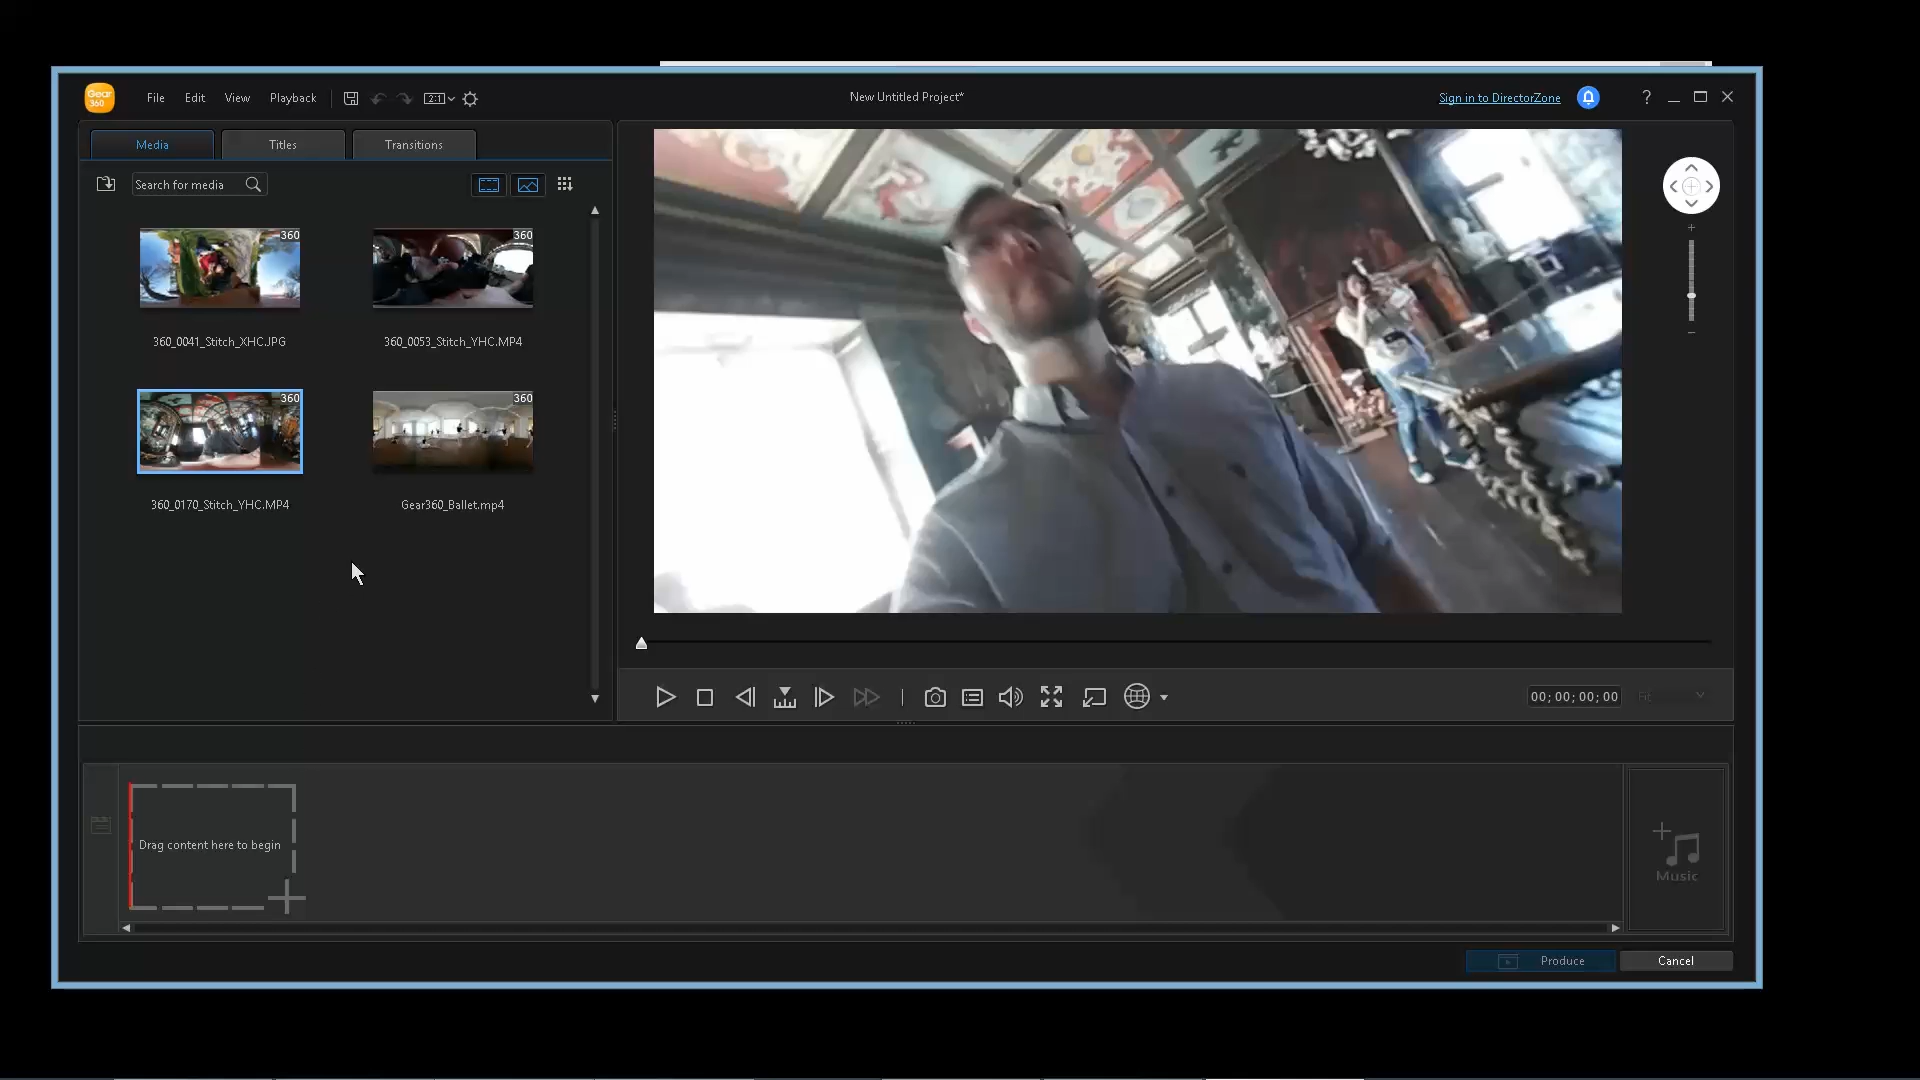 Gear
360
File Edit View Playback
2:1
New Untitled Project*
Sign in to DirectorZone
?
Media Titles Transitions
Search for media
360
360
360_0041_Stitch_XHC.JPG
360_0053_Stitch_YHC.MP4
360
360
360_0170_Stitch_YHC.MP4
Gear360_Ballet.mp4
00; 00; 00; 00
Fit
Drag content here to begin
Music
Produce
Cancel